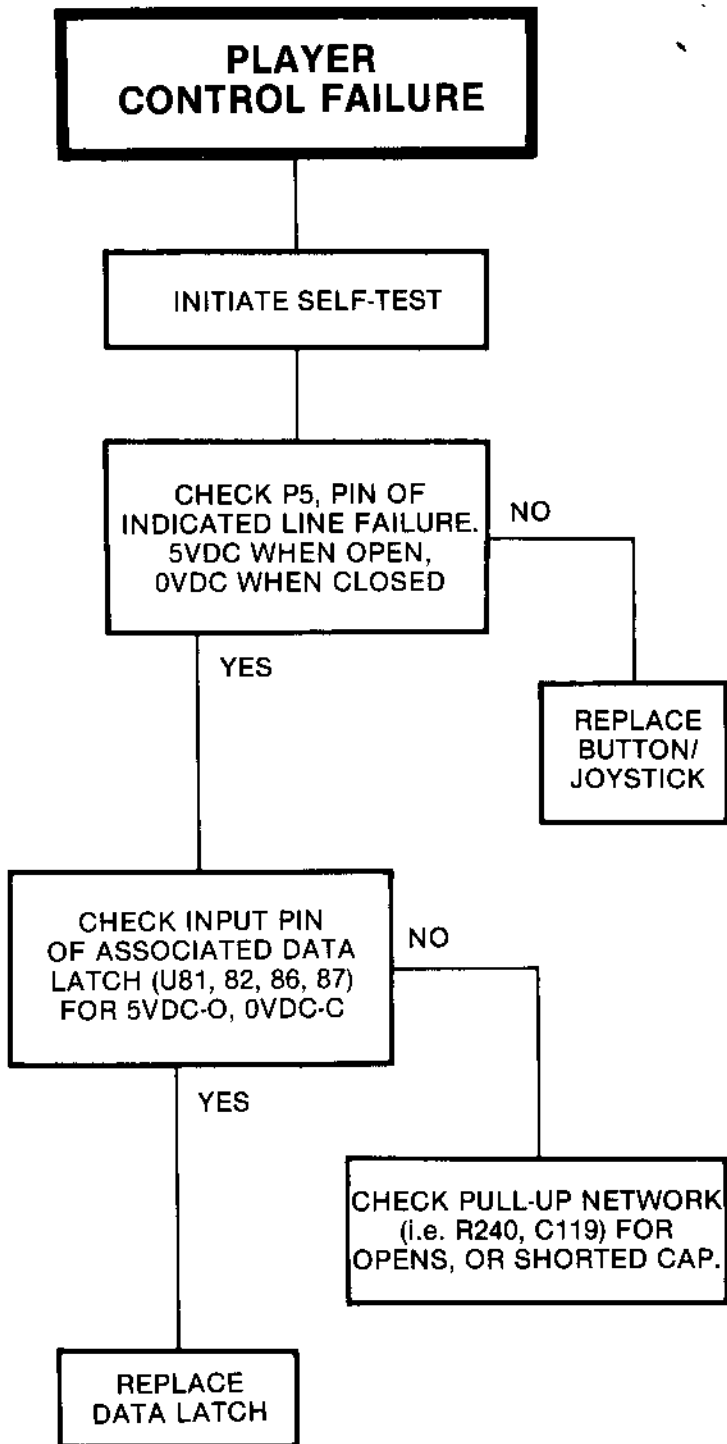 PLAYER
CONTROL FAILURE
INITIATE SELF-TEST
CHECK P5, PIN OF
INDICATED LINE FAILURE.
5VDC WHEN OPEN,
0VDC WHEN CLOSED
NO
YES
REPLACE
BUTTON/
JOYSTICK
CHECK INPUT PIN
OF ASSOCIATED DATA
LATCH (U81, 82, 86, 87)
FOR 5VDC-O, 0VDC-C
NO
YES
CHECK PULL-UP NETWORK
(i.e. R240, C119) FOR
OPENS, OR SHORTED CAP.
REPLACE
DATA LATCH